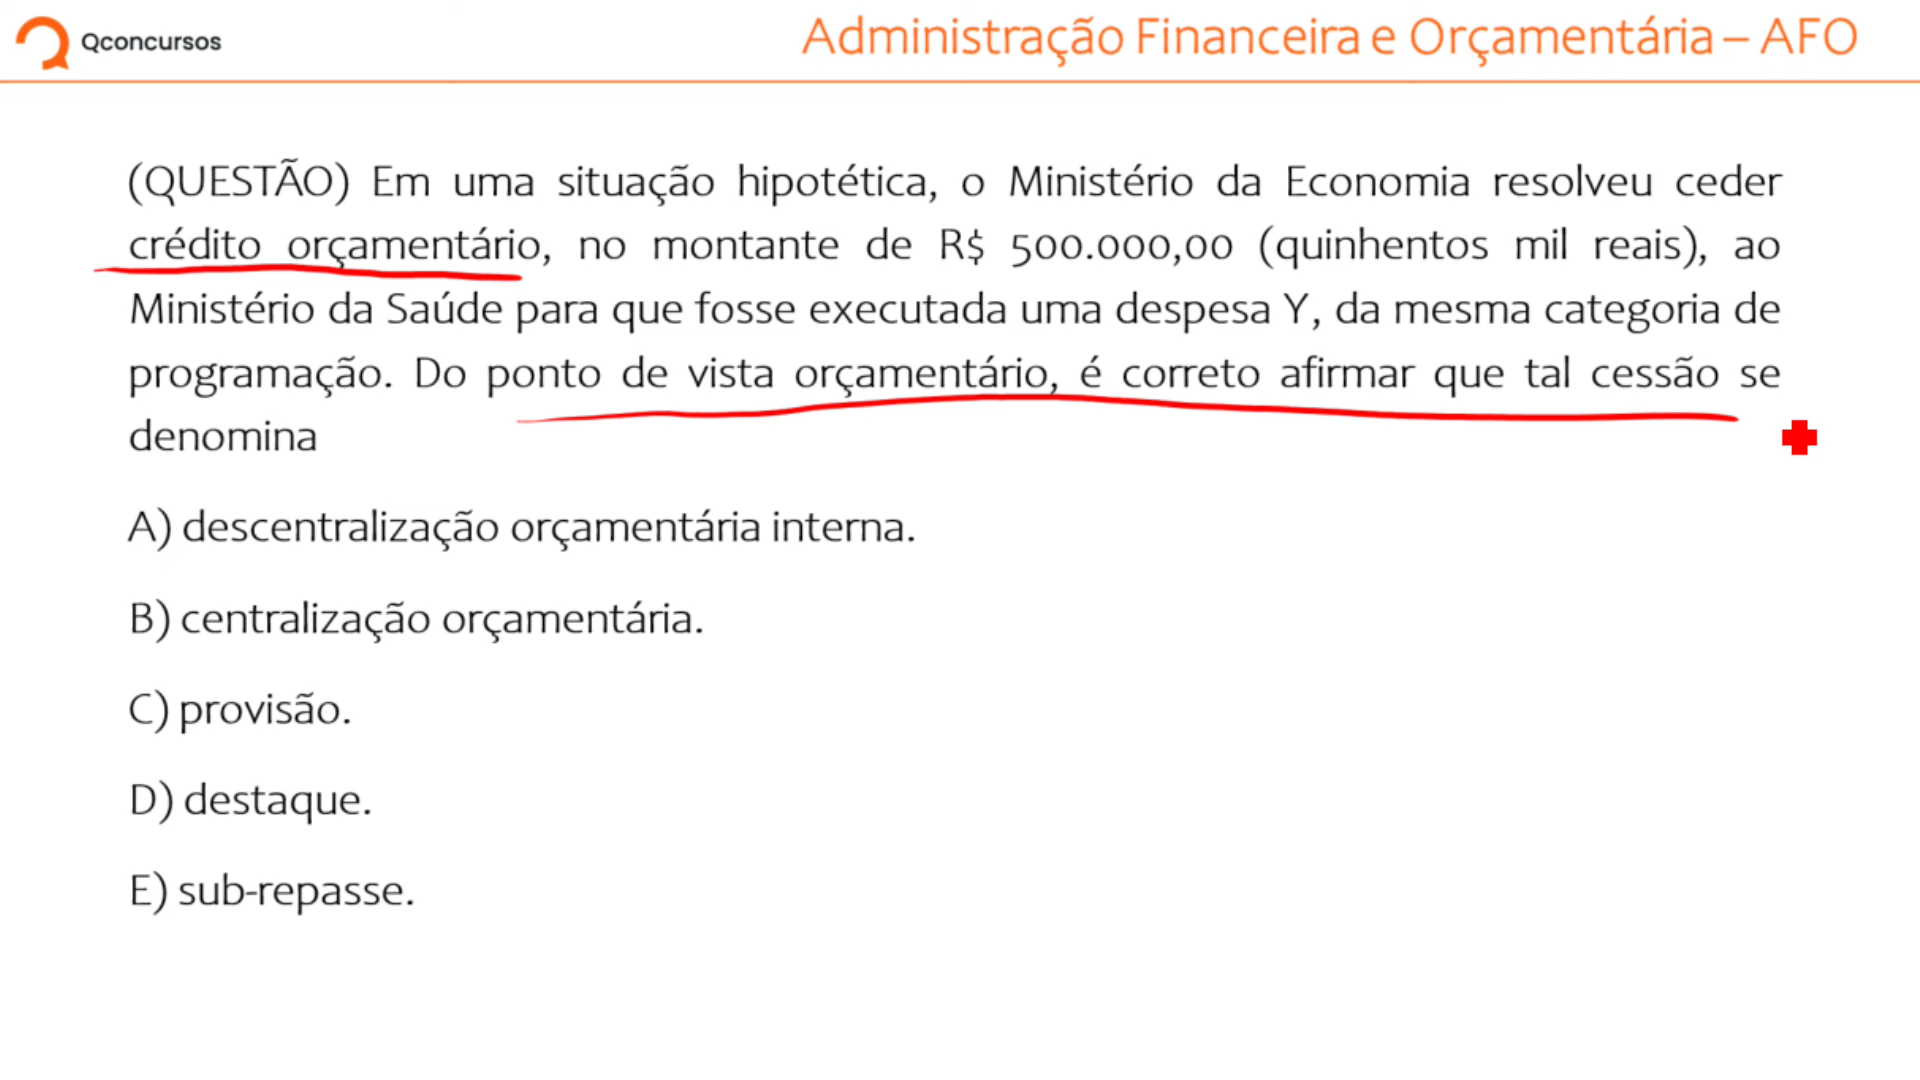 Qconcursos
Administração Financeira e Orçamentária – AFO
(QUESTÃO) Em uma situação hipotética, o Ministério da Economia resolveu ceder
crédito orçamentário, no montante de R$ 500.000,00 (quinhentos mil reais), ao
Ministério da Saúde para que fosse executada uma despesa Y, da mesma categoria de
programação. Do ponto de vista orçamentário, é correto afirmar que tal cessão se
denomina
A) descentralização orçamentária interna.
B) centralização orçamentária.
C) provisão.
D) destaque.
E) sub-repasse.